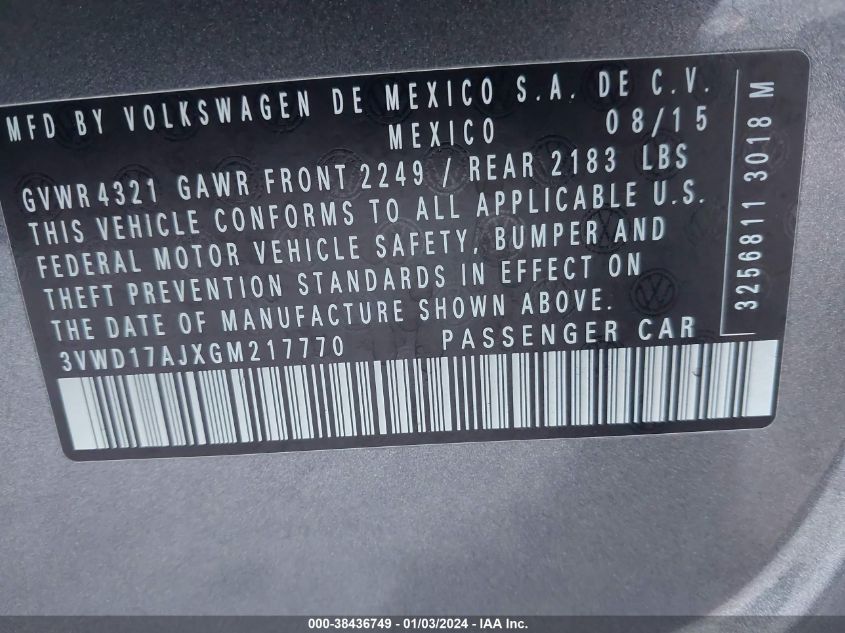 MFD BY VOLKSWAGEN DE MEXICO S.A. DE C.V.
MEXICO 08/15
GVWR 4321 GAWR FRONT 2249 / REAR 2183 LBS
THIS VEHICLE CONFORMS TO ALL APPLICABLE U.S.
FEDERAL MOTOR VEHICLE SAFETY, BUMPER AND
THEFT PREVENTION STANDARDS IN EFFECT ON
THE DATE OF MANUFACTURE SHOWN ABOVE.
3VWD17AJXGM217770 PASSENGER CAR
3256811 3018 M
000-38436749 - 01/03/2024 - IAA Inc.